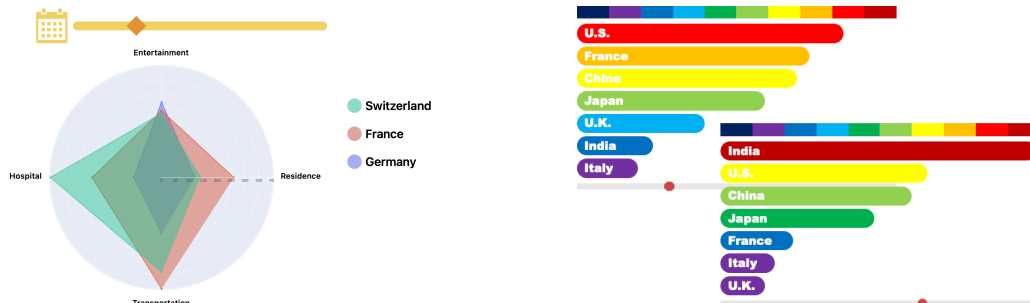 Entertainment
Switzerland
France
Germany
Hospital
Residence
Transportation
U.S.
France
China
Japan
U.K.
India
Italy
India
U.S.
China
Japan
France
Italy
U.K.